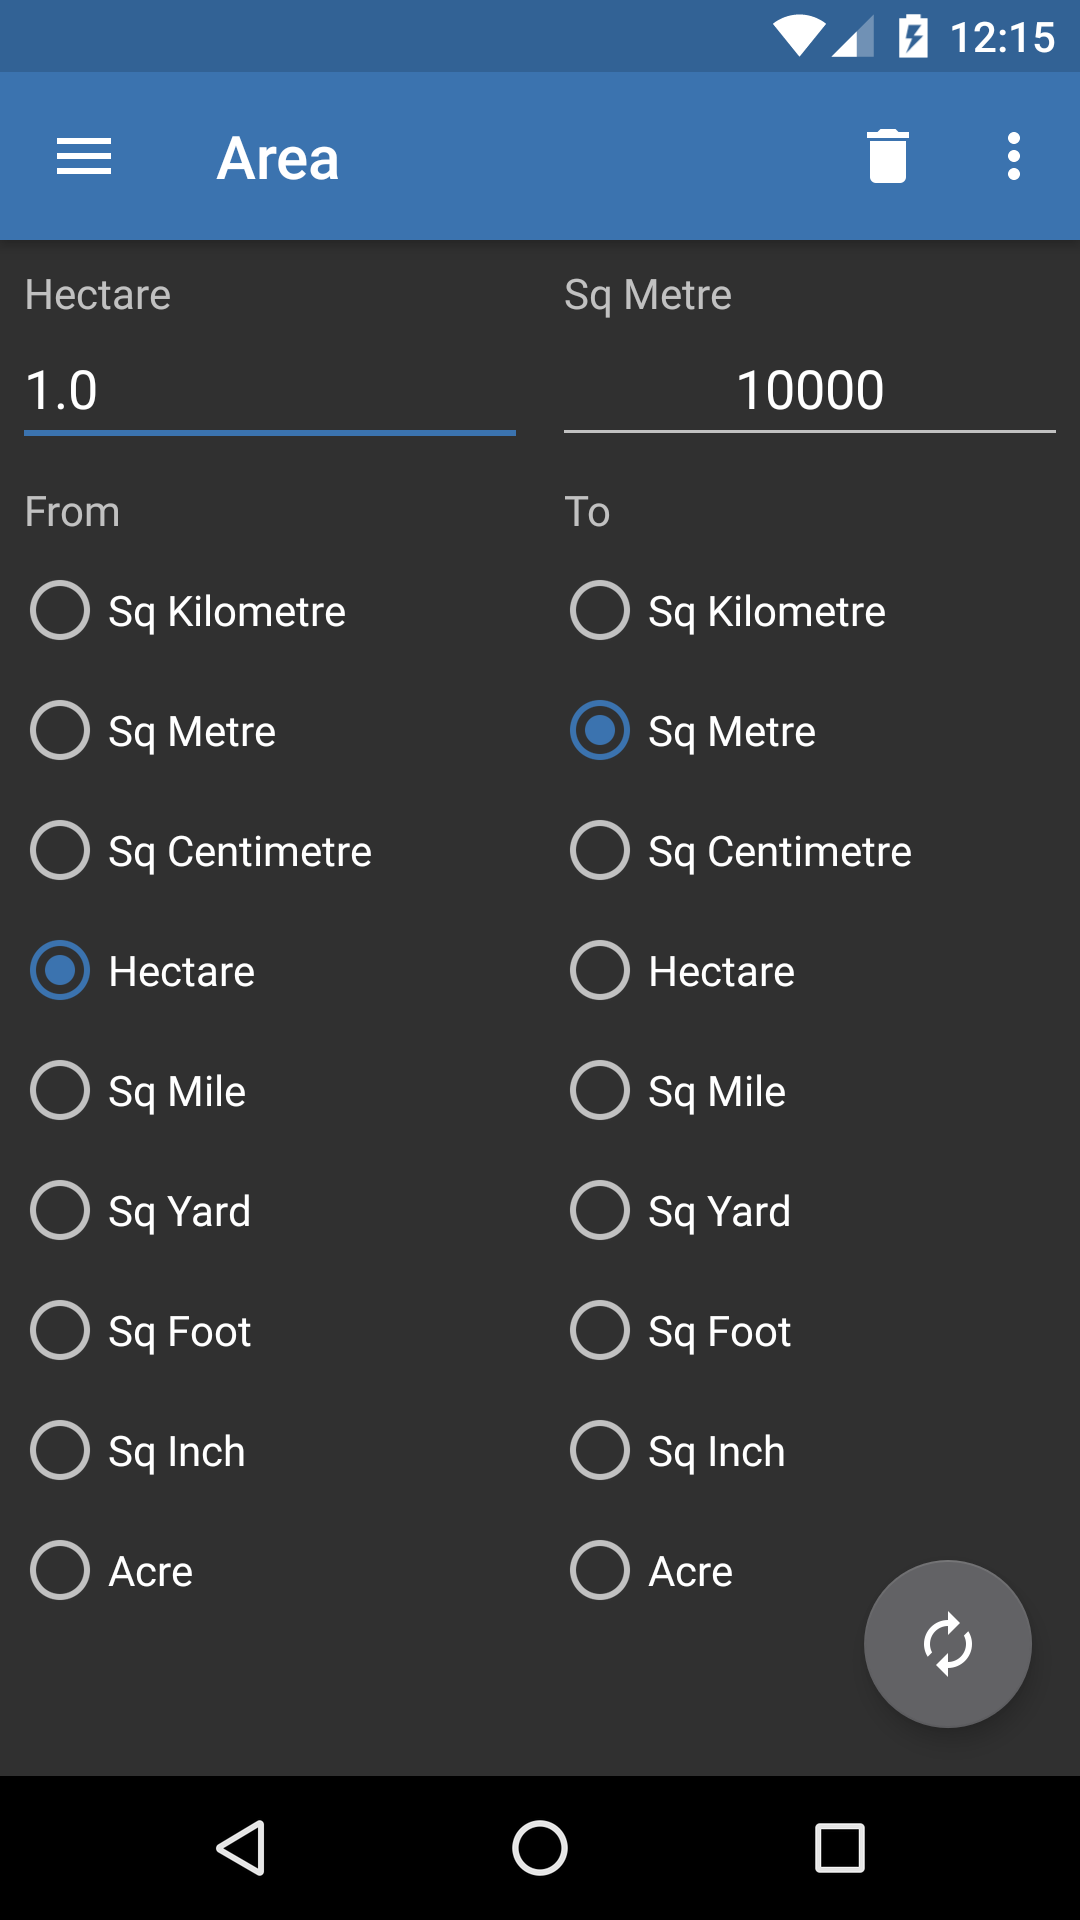 12:15
Area
Hectare Sq Metre
1.0 10000
From To
Sq Kilometre Sq Kilometre
Sq Metre Sq Metre
Sq Centimetre Sq Centimetre
Hectare Hectare
Sq Mile Sq Mile
Sq Yard Sq Yard
Sq Foot Sq Foot
Sq Inch Sq Inch
Acre Acre